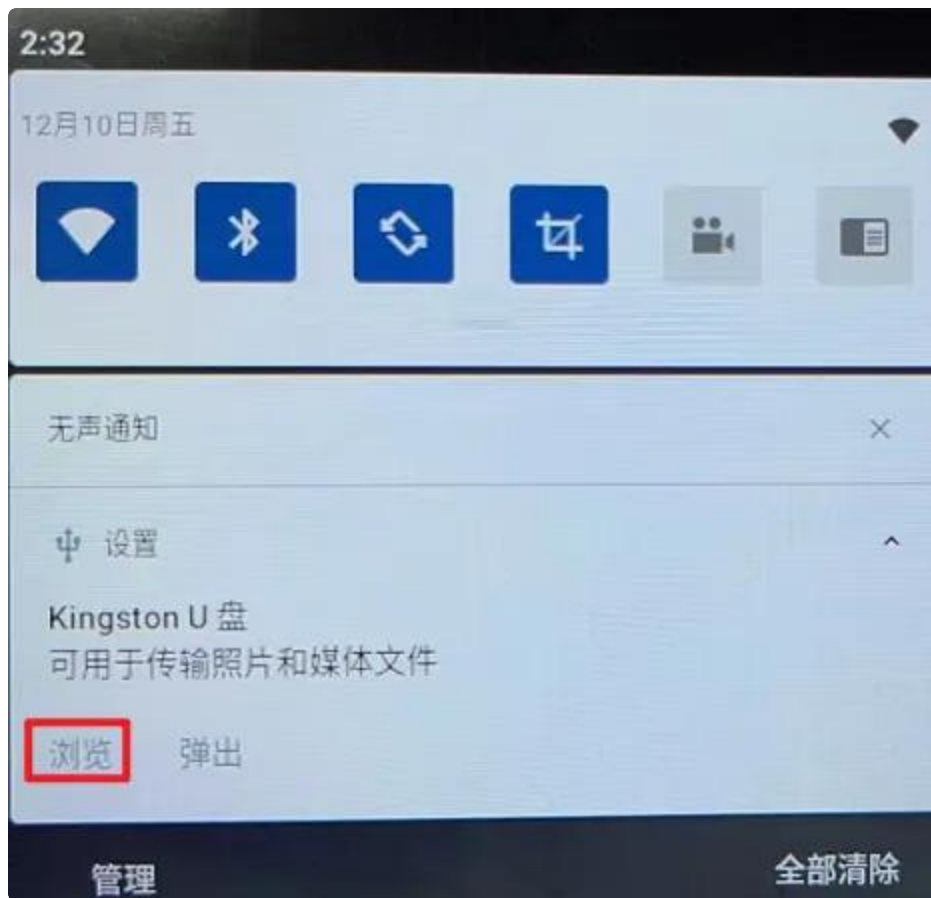 2:32
12月10日周五
无声通知
设置
Kingston U 盘
可用于传输照片和媒体文件
浏览 弹出
管理 全部清除